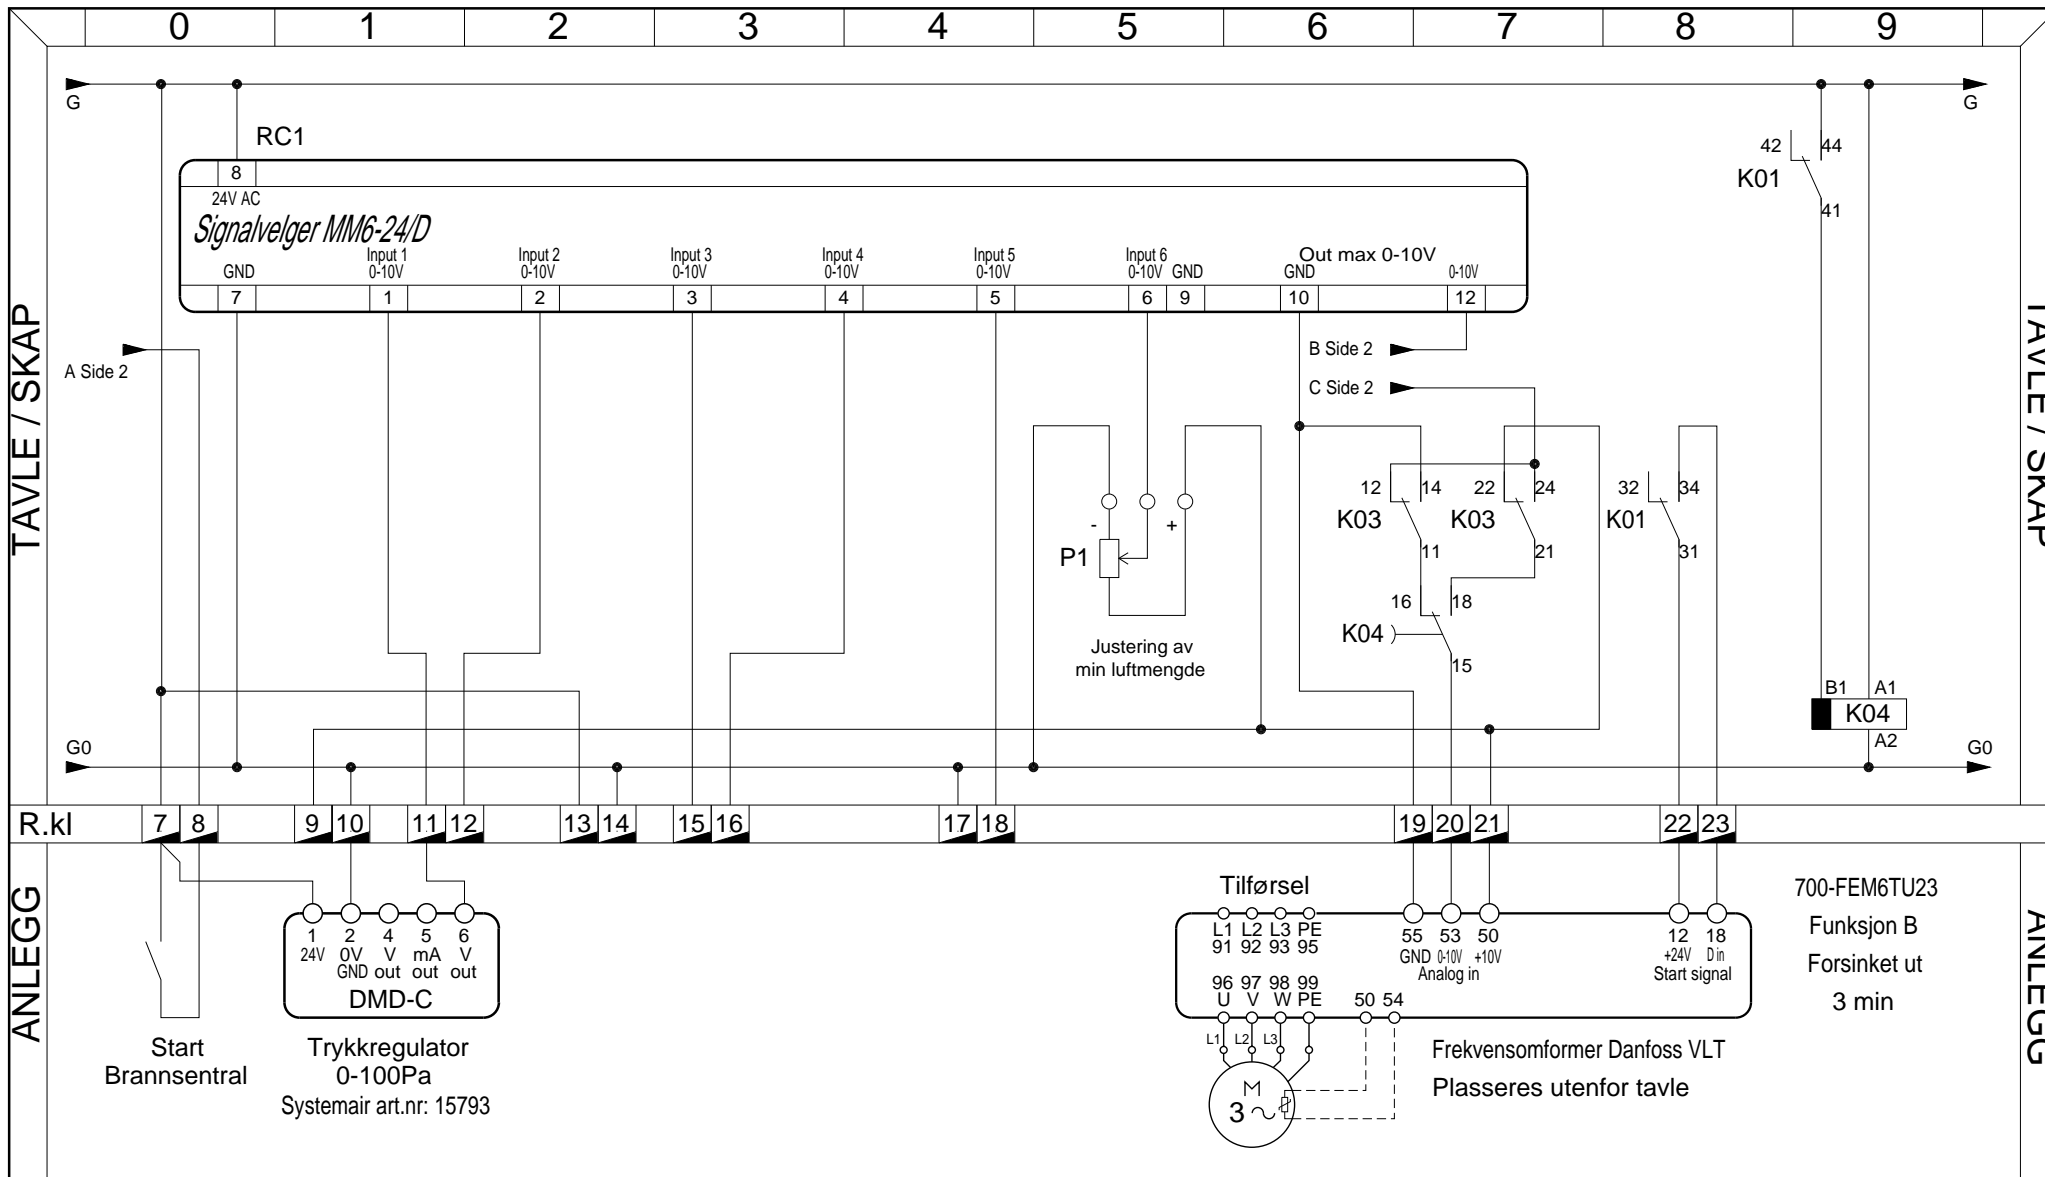 0 1 2 3 4 5 6 7 8 9
G G
RC1
8
24V AC
Signalvelger MM6-24/D
Input 1 Input 2 Input 3 Input 4 Input 5 Input 6 Out max 0-10V
GND 0-10V 0-10V 0-10V 0-10V 0-10V 0-10V GND GND 0-10V
7 1 2 3 4 5 6 9 10 12
42 44
K01
41
TAVLE / SKAP
TAVLE / SKAP
A Side 2
B Side 2
C Side 2
12 14 22 24 32 34
K03 K03 K01
11 21 31
- +
P1
Justering av
min luftmengde
16 18
K04
15
B1 A1
K04
A2
G0 G0
R.kl 7 8 9 10 11 12 13 14 15 16 17 18 19 20 21 22 23
ANLEGG
ANLEGG
Start
Brannsentral
1 2 4 5 6
24V 0V V mA V
GND out out out
DMD-C
Trykkregulator
0-100Pa
Systemair art.nr: 15793
Tilførsel
L1 L2 L3 PE
91 92 93 95
55 53 50
GND 0-10V +10V
Analog in
12 18
+24V D in
Start signal
96 97 98 99
U V W PE
50 54
L1 L2 L3
M
3
Frekvensomformer Danfoss VLT
Plasseres utenfor tavle
700-FEM6TU23
Funksjon B
Forsinket ut
3 min